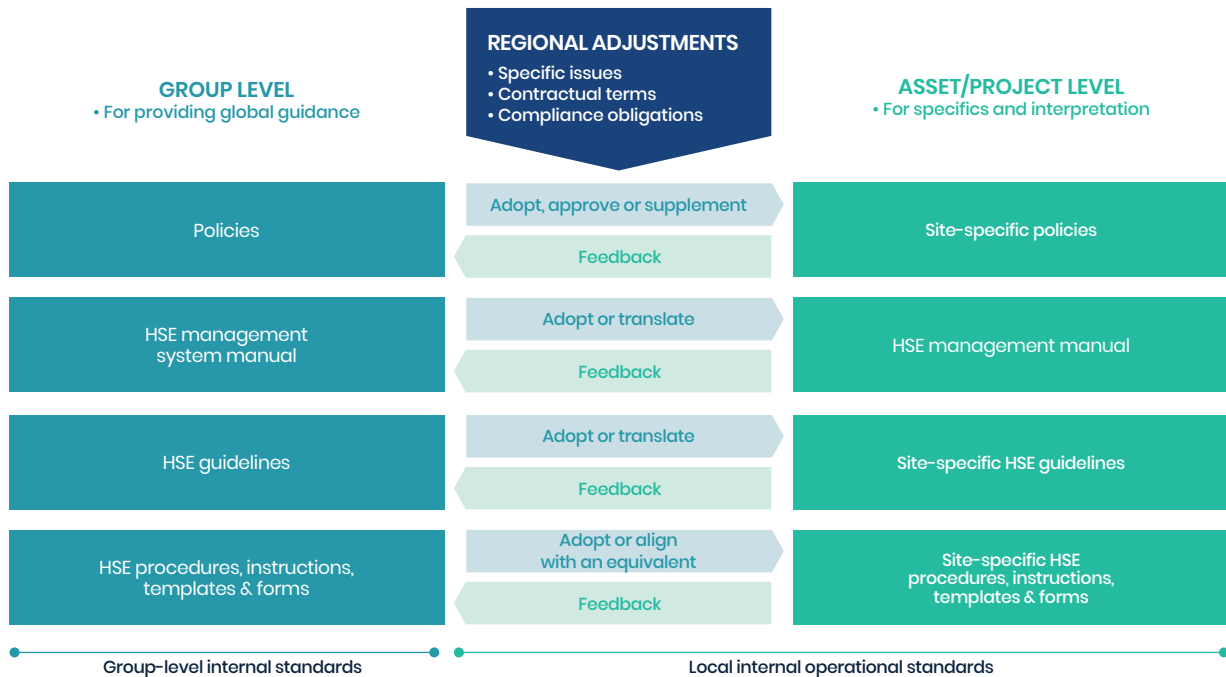 GROUP LEVEL
• For providing global guidance
REGIONAL ADJUSTMENTS
• Specific issues
• Contractual terms
• Compliance obligations
ASSET/PROJECT LEVEL
• For specifics and interpretation
Policies
Adopt, approve or supplement
Feedback
Site-specific policies
HSE management
system manual
Adopt or translate
Feedback
HSE management manual
HSE guidelines
Adopt or translate
Feedback
Site-specific HSE guidelines
HSE procedures, instructions,
templates & forms
Adopt or align
with an equivalent
Feedback
Site-specific HSE
procedures, instructions,
templates & forms
Group-level internal standards
Local internal operational standards